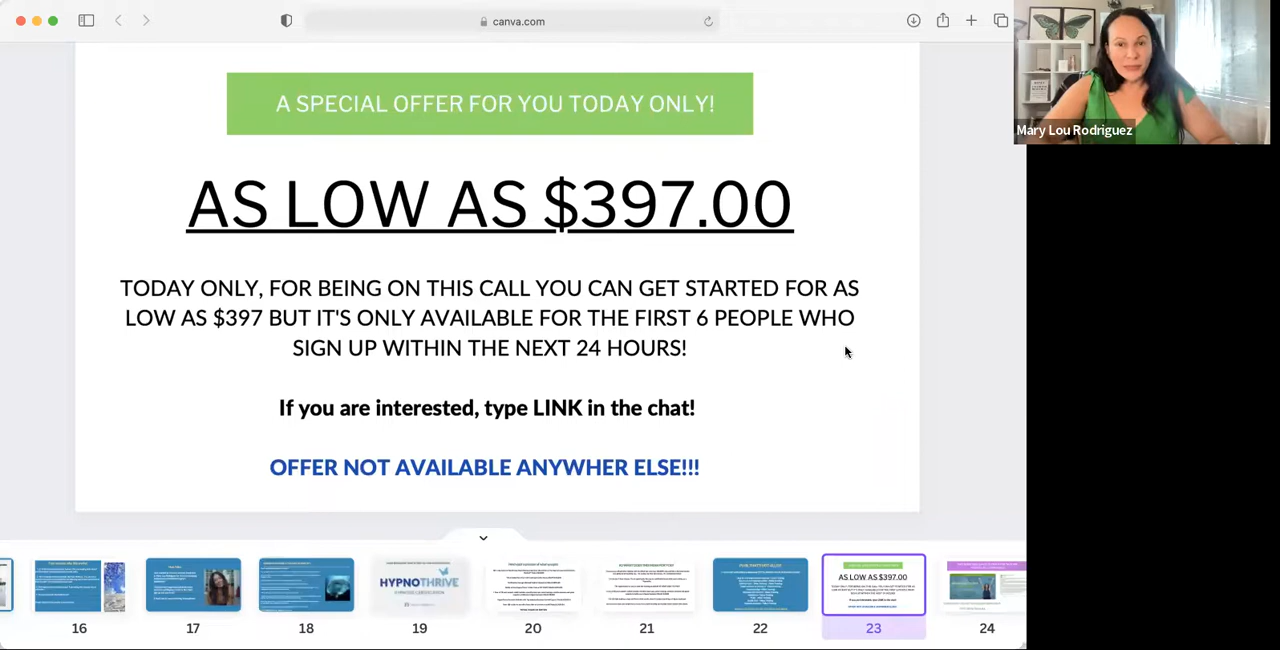 canva.com
Mary Lou Rodriguez
A SPECIAL OFFER FOR YOU TODAY ONLY!
AS LOW AS $397.00
TODAY ONLY, FOR BEING ON THIS CALL YOU CAN GET STARTED FOR AS
LOW AS $397 BUT IT'S ONLY AVAILABLE FOR THE FIRST 6 PEOPLE WHO
SIGN UP WITHIN THE NEXT 24 HOURS!
If you are interested, type LINK in the chat!
OFFER NOT AVAILABLE ANYWHER ELSE!!!
HYPNOTHRIVE
AS LOW AS $397.00
16 17 18 19 20 21 22 23 24